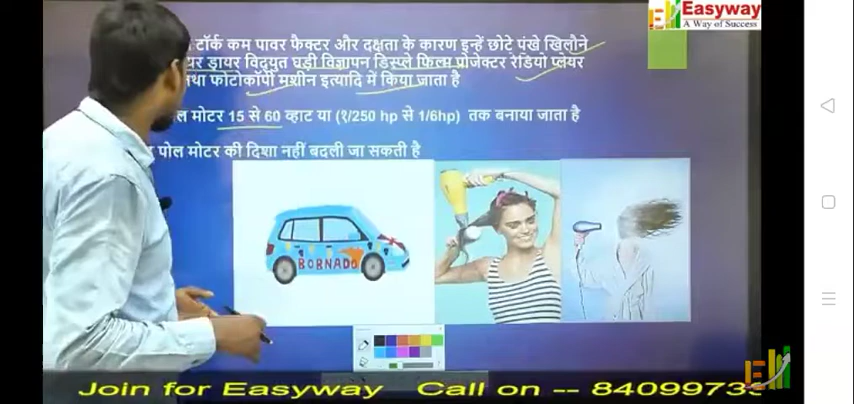 Easyway
A Way of Success
टॉर्क कम पावर फैक्टर और दक्षता के कारण इन्हें छोटे पंखे खिलौने
यर ड्रायर विद्युत घड़ी विज्ञापन डिस्प्ले फिल्म प्रोजेक्टर रेडियो प्लेयर
था फोटोकॉपी मशीन इत्यादि में किया जाता है
ल मोटर 15 से 60 व्हाट या (१/250 hp से 1/6hp) तक बनाया जाता है
पोल मोटर की दिशा नहीं बदली जा सकती है
BORNADO
Join for Easyway Call on -- 84099733